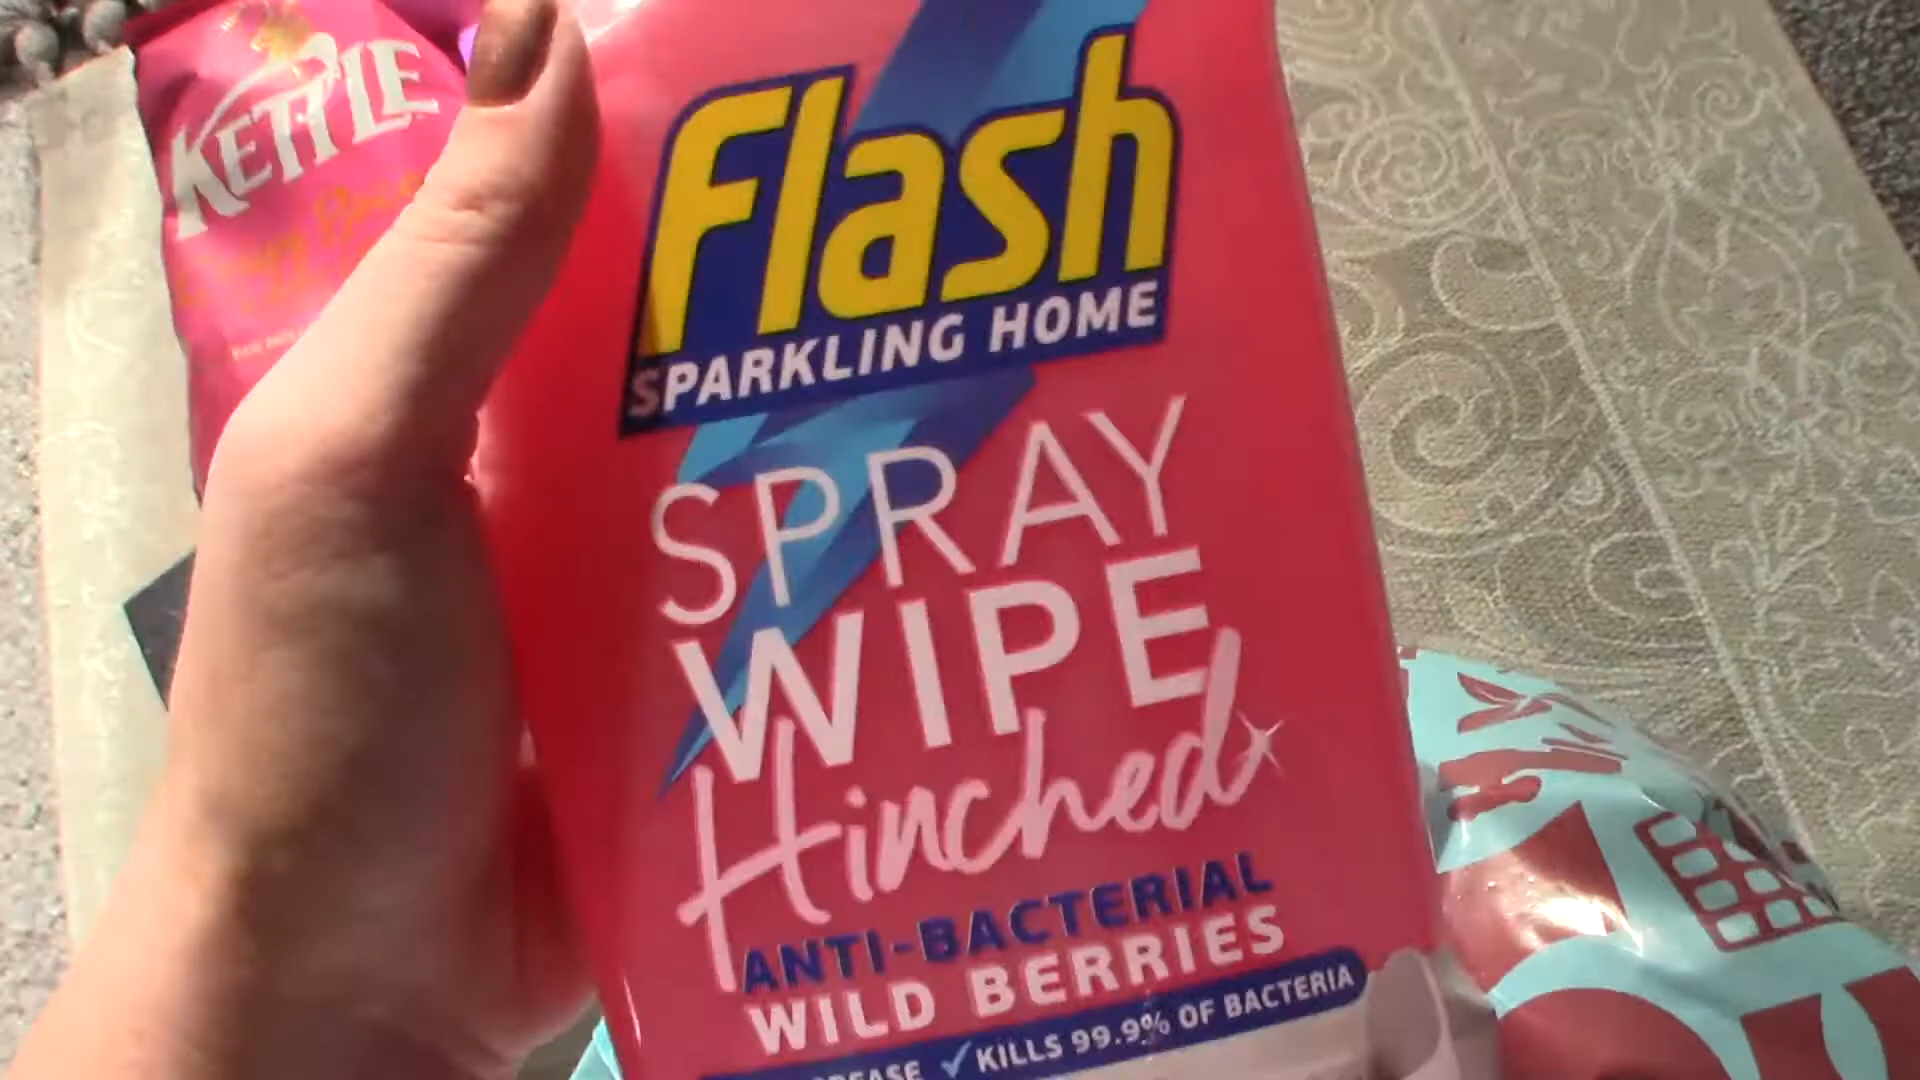 KETTLE
Flash
SPARKLING HOME
SPRAY
WIPE
Hinched
ANTI-BACTERIAL
WILD BERRIES
✓KILLS 99.9% OF BACTERIA